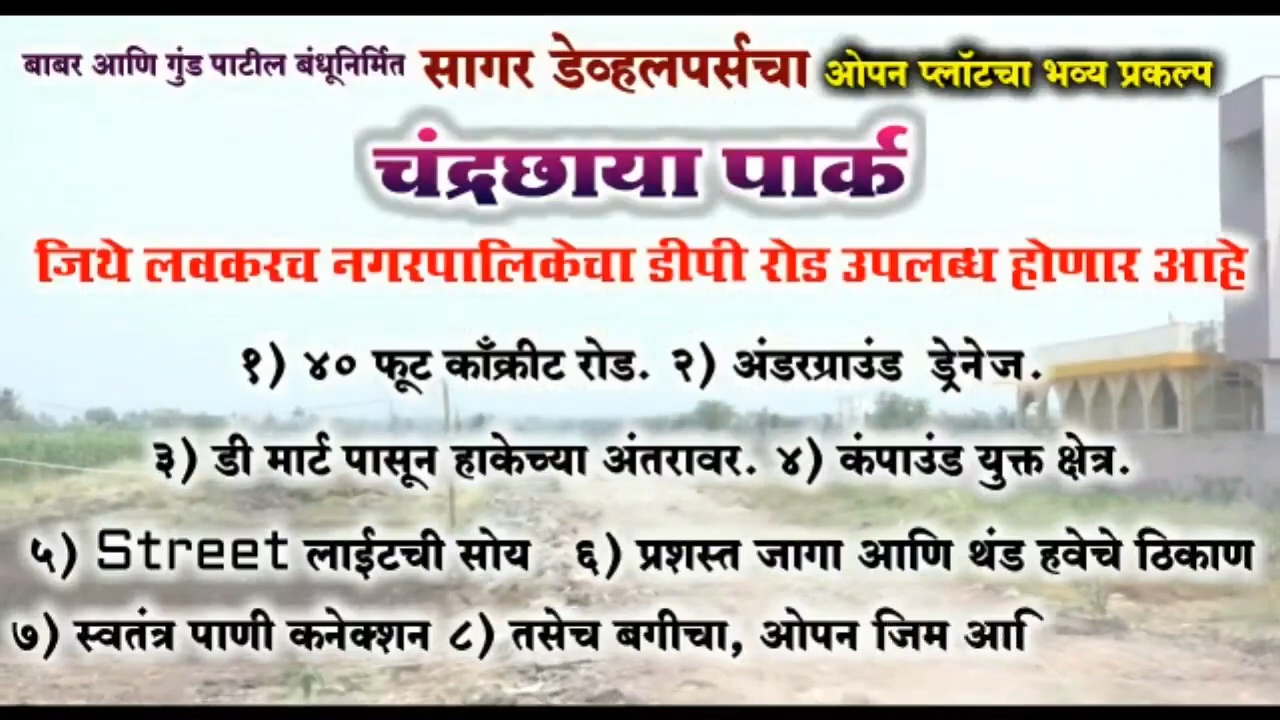 बाबर आणि गुंड पाटील बंधूनिर्मित सागर डेव्हलपर्सचा ओपन प्लॉटचा भव्य प्रकल्प
चंद्रछाया पार्क
जिथे लवकरच नगरपालिकेचा डीपी रोड उपलब्ध होणार आहे
१) ४० फूट काँक्रीट रोड. २) अंडरग्राउंड ड्रेनेज.
३) डी मार्ट पासून हाकेच्या अंतरावर. ४) कंपाउंड युक्त क्षेत्र.
५) Street लाईटची सोय ६) प्रशस्त जागा आणि थंड हवेचे ठिकाण
७) स्वतंत्र पाणी कनेक्शन ८) तसेच बगीचा, ओपन जिम आि